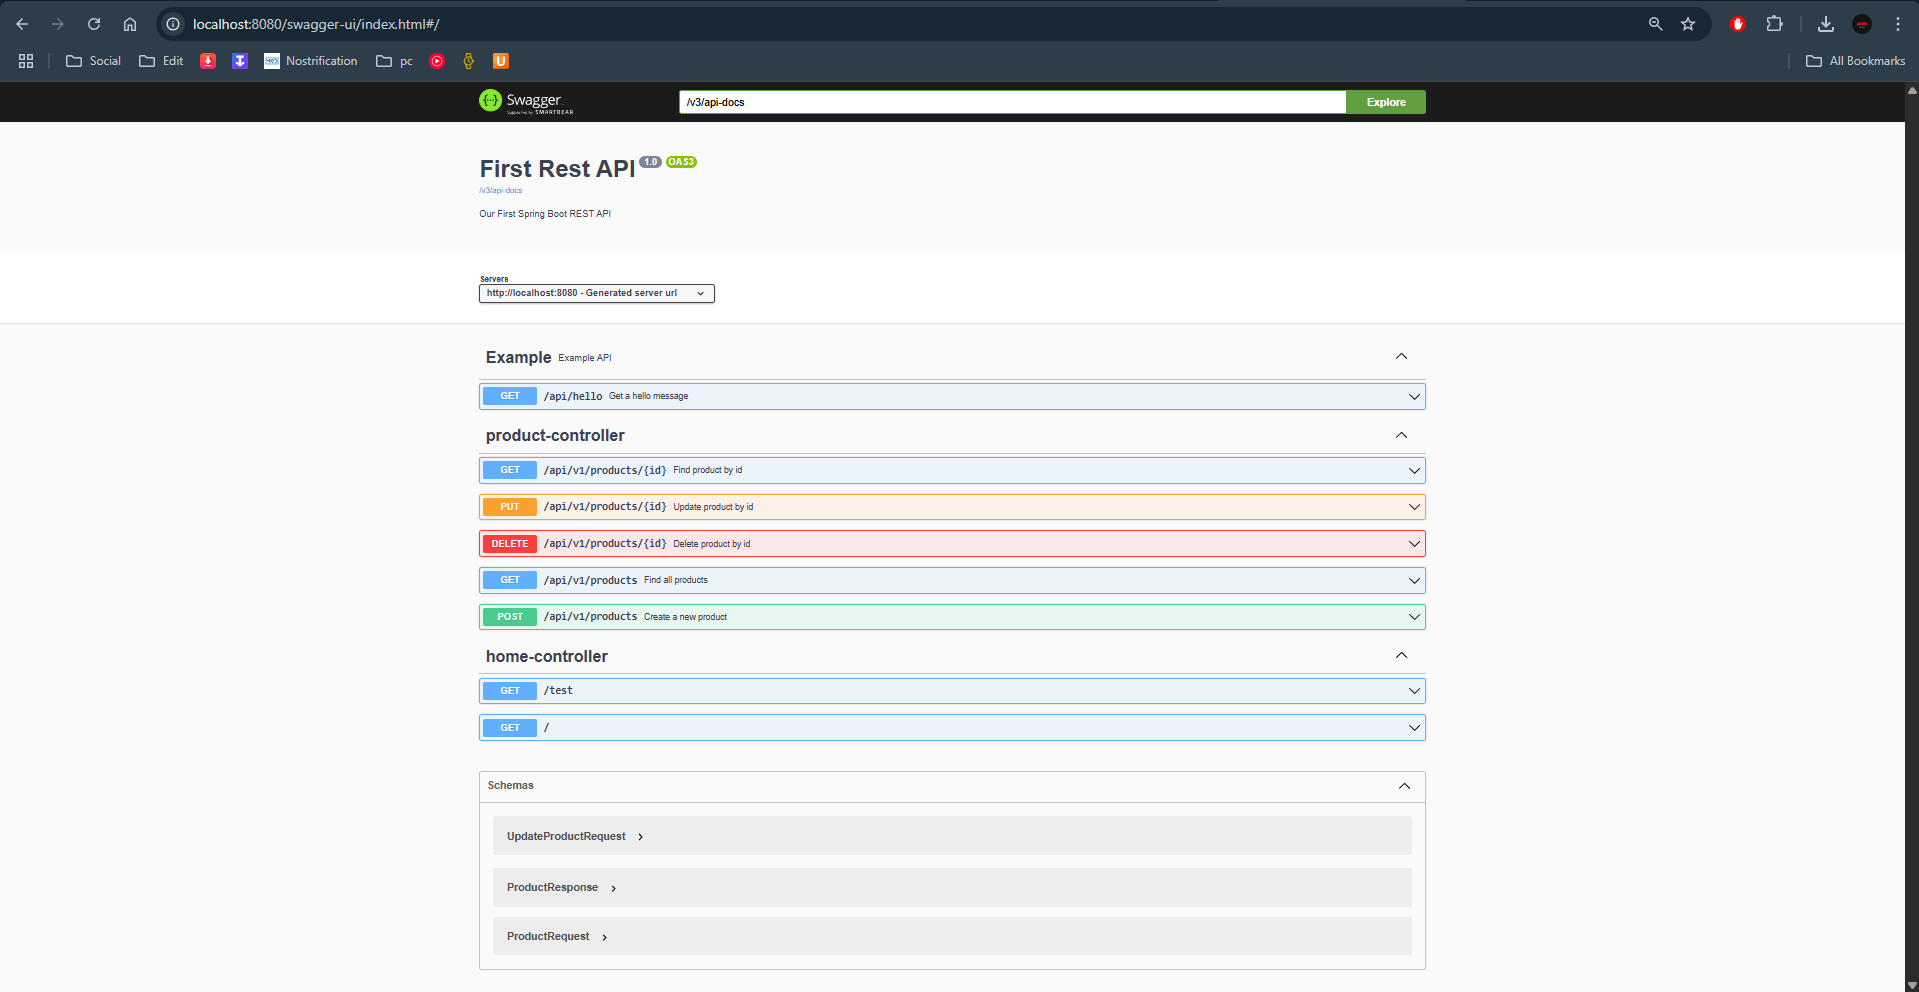 localhost:8080/swagger-ui/index.html#/
Social Edit Nostrification pc U All Bookmarks
Swagger
Supported by SMARTBEAR
/v3/api-docs Explore
First Rest API 1.0 OAS3
/v3/api-docs
Our First Spring Boot REST API
Servers
http://localhost:8080 - Generated server url
Example Example API
GET /api/hello Get a hello message
product-controller
GET /api/v1/products/{id} Find product by id
PUT /api/v1/products/{id} Update product by id
DELETE /api/v1/products/{id} Delete product by id
GET /api/v1/products Find all products
POST /api/v1/products Create a new product
home-controller
GET /test
GET /
Schemas
UpdateProductRequest
ProductResponse
ProductRequest